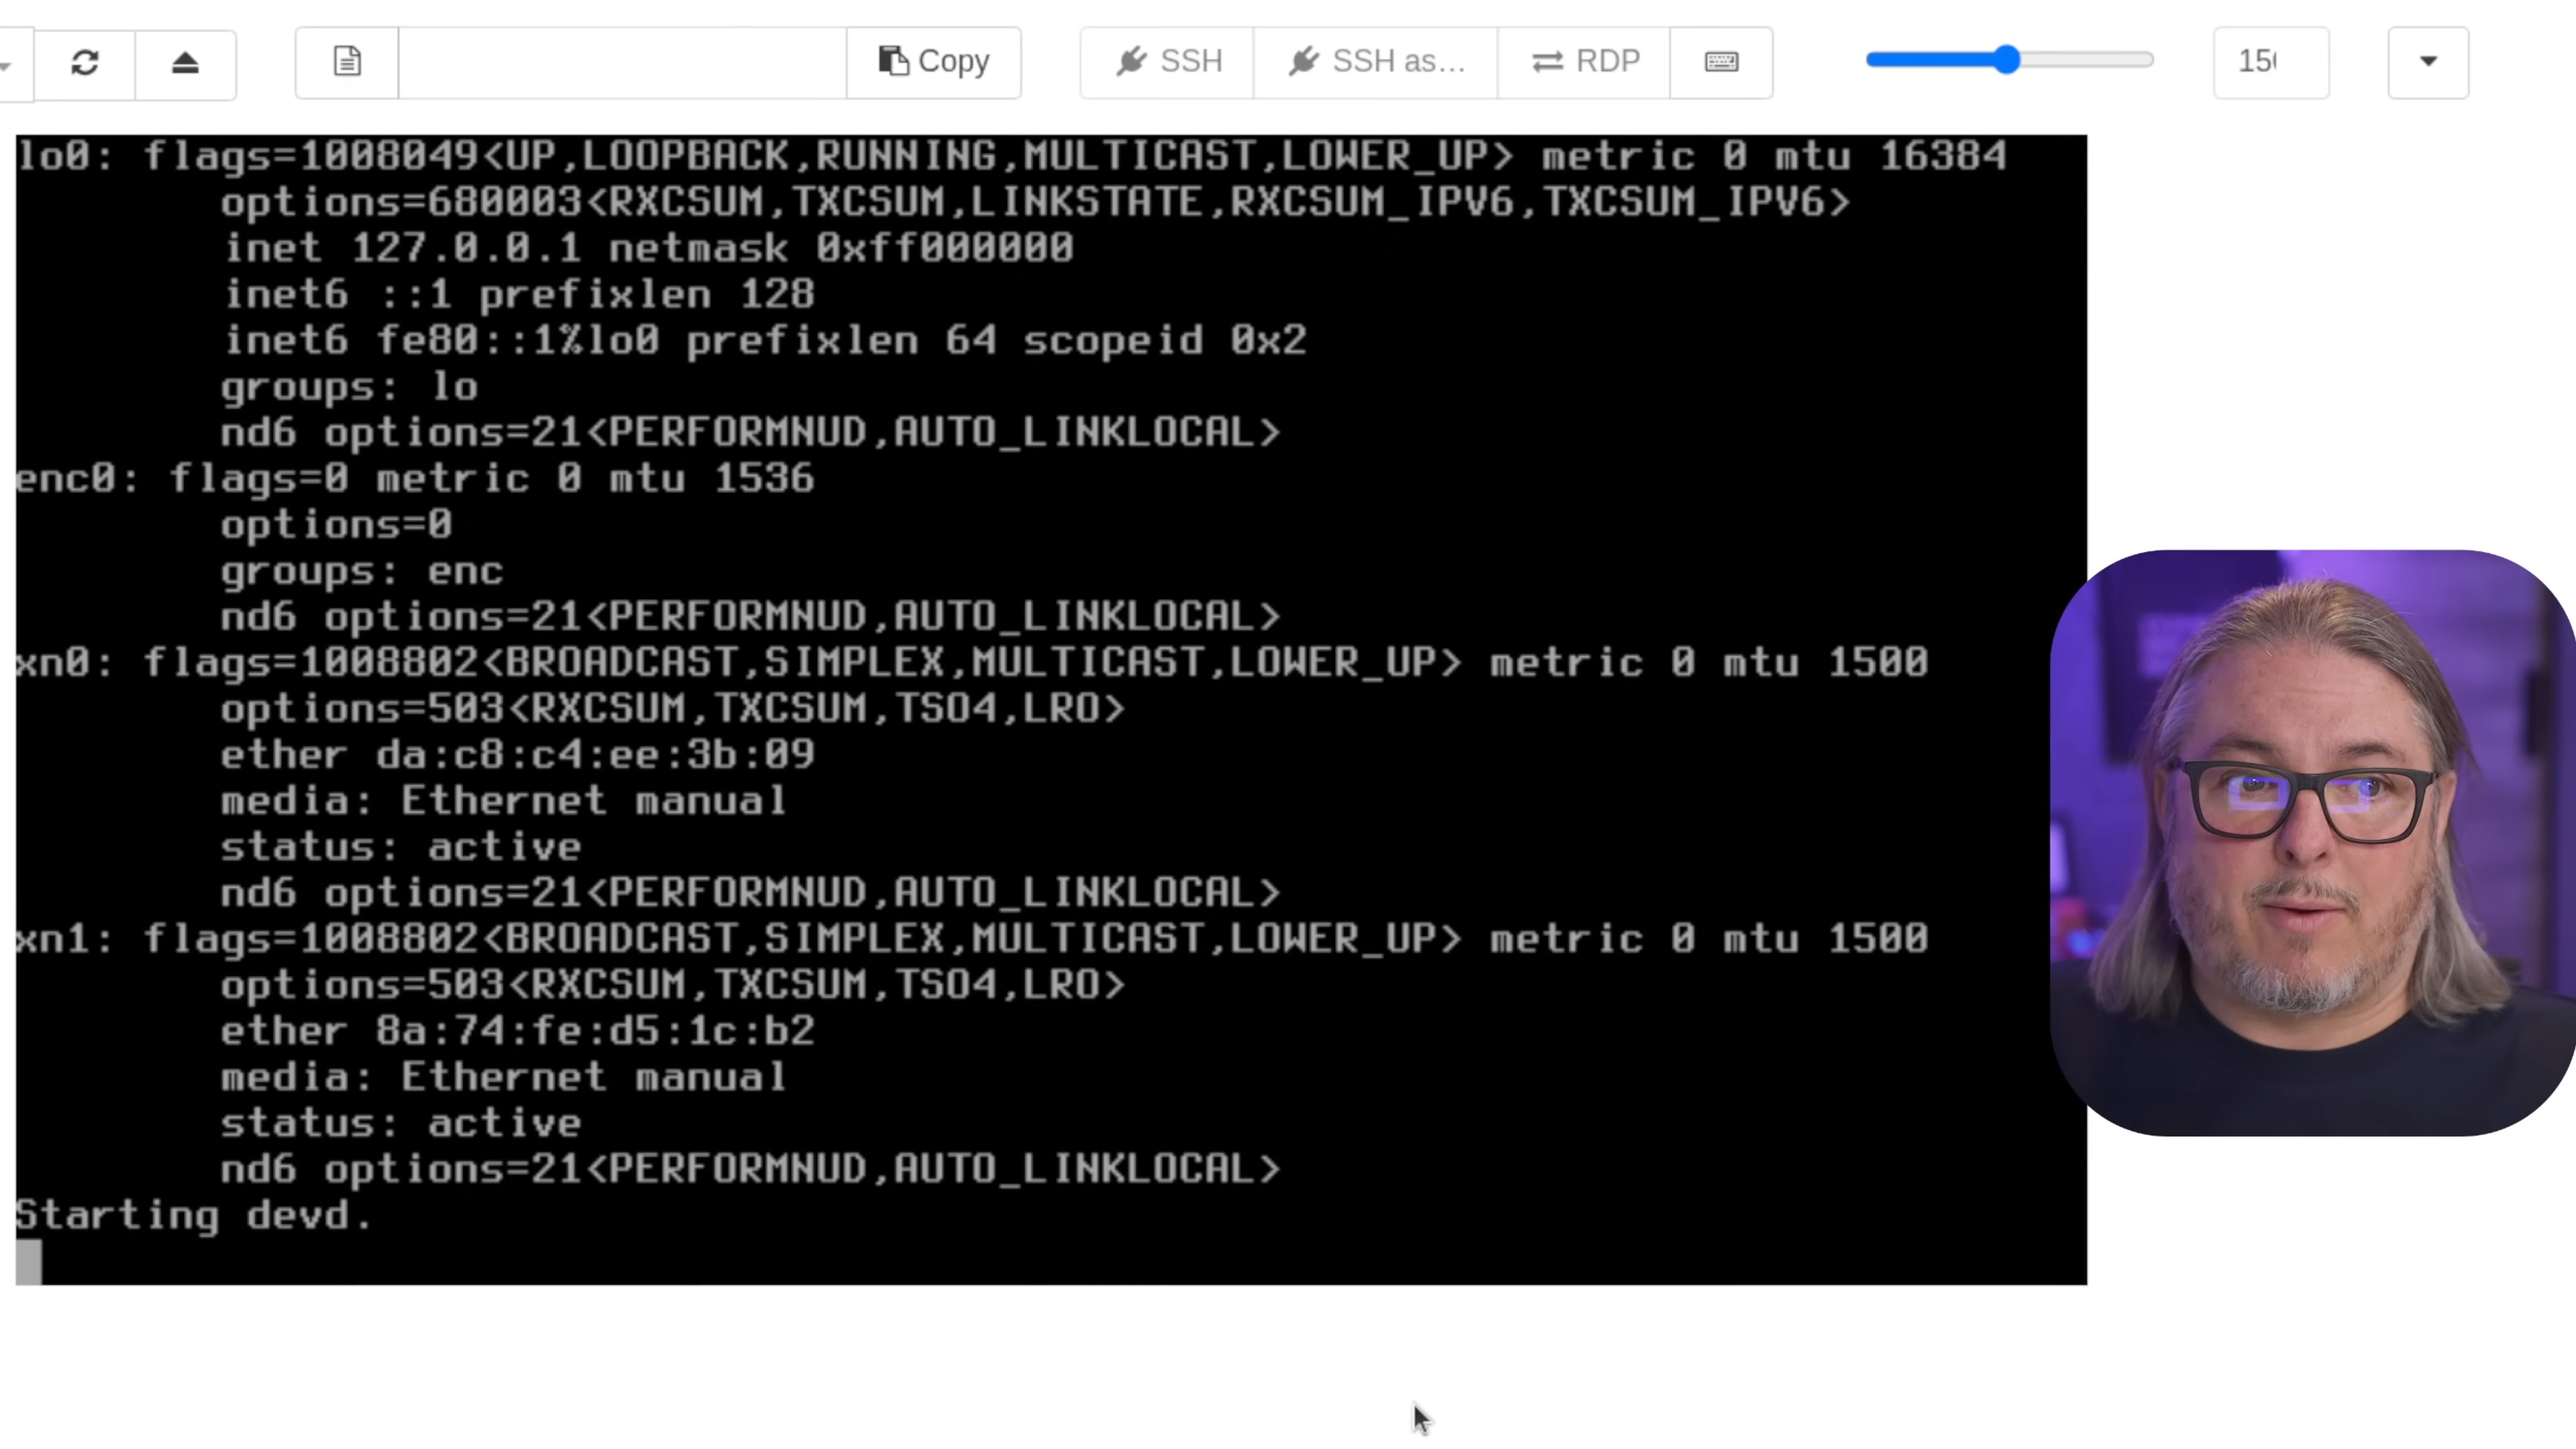 Copy SSH SSH as... RDP 150
lo0: flags=1008049<UP,LOOPBACK,RUNNING,MULTICAST,LOWER_UP> metric 0 mtu 16384
options=680003<RXCSUM,TXCSUM,LINKSTATE,RXCSUM_IPV6,TXCSUM_IPV6>
inet 127.0.0.1 netmask 0xff000000
inet6 ::1 prefixlen 128
inet6 fe80::1%lo0 prefixlen 64 scopeid 0x2
groups: lo
nd6 options=21<PERFORMNUD,AUTO_LINKLOCAL>
enc0: flags=0 metric 0 mtu 1536
options=0
groups: enc
nd6 options=21<PERFORMNUD,AUTO_LINKLOCAL>
xn0: flags=1008802<BROADCAST,SIMPLEX,MULTICAST,LOWER_UP> metric 0 mtu 1500
options=503<RXCSUM,TXCSUM,TSO4,LRO>
ether da:c8:c4:ee:3b:09
media: Ethernet manual
status: active
nd6 options=21<PERFORMNUD,AUTO_LINKLOCAL>
xn1: flags=1008802<BROADCAST,SIMPLEX,MULTICAST,LOWER_UP> metric 0 mtu 1500
options=503<RXCSUM,TXCSUM,TSO4,LRO>
ether 8a:74:fe:d5:1c:b2
media: Ethernet manual
status: active
nd6 options=21<PERFORMNUD,AUTO_LINKLOCAL>
Starting devd.